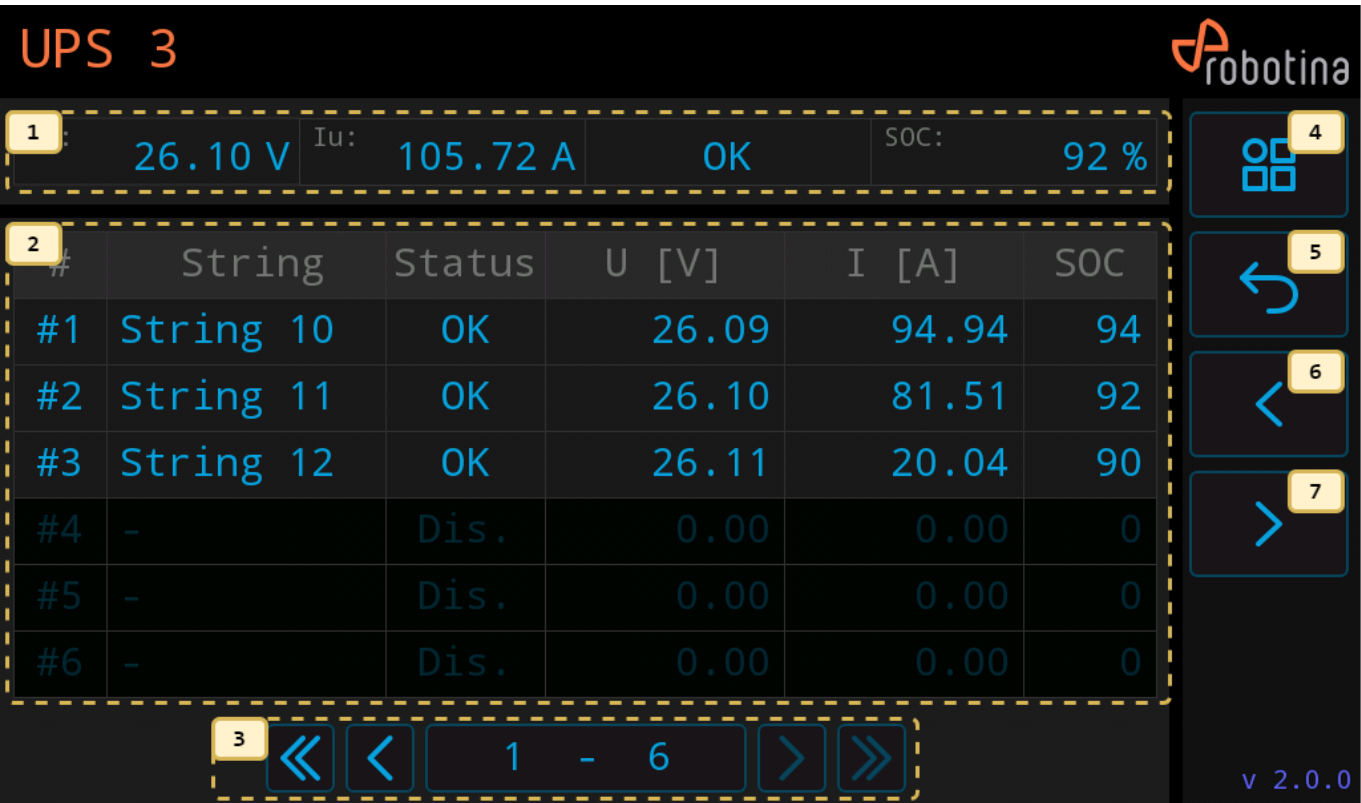 UPS 3
robotina
1 : 26.10 V Iu: 105.72 A OK SOC: 92 % 4
2 # String Status U [V] I [A] SOC 5
#1 String 10 OK 26.09 94.94 94
#2 String 11 OK 26.10 81.51 92 6
#3 String 12 OK 26.11 20.04 90 7
#4 - Dis. 0.00 0.00 0
#5 - Dis. 0.00 0.00 0
#6 - Dis. 0.00 0.00 0
3 1 - 6
v 2.0.0